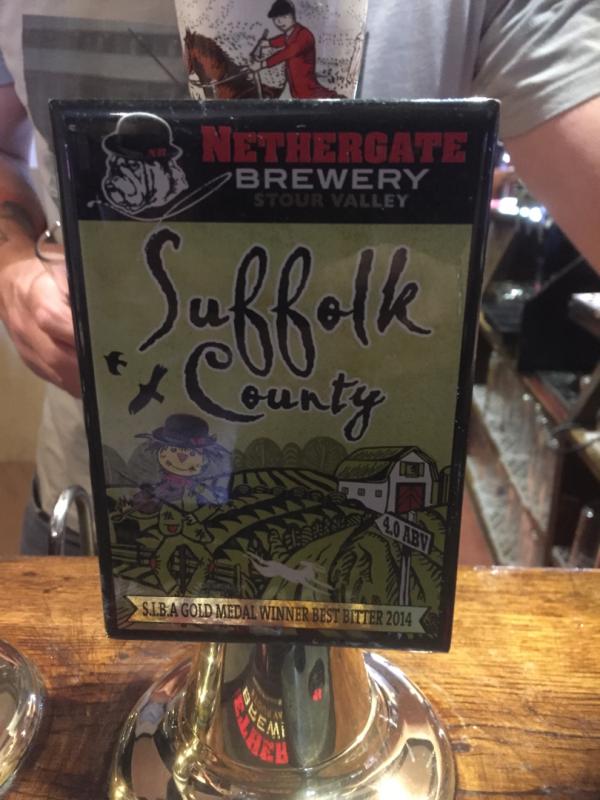 NETHERGATE
BREWERY
STOUR VALLEY
Suffolk
County
4.0 ABV
S.I.B.A GOLD MEDAL WINNER BEST BITTER 2014